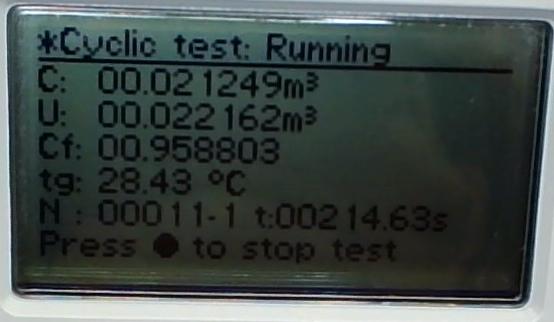 *Cyclic test: Running
C: 00.021249m³
U: 00.022162m³
Cf: 00.958803
tg: 28.43 °C
N : 00011-1 t:00214.63s
Press ● to stop test